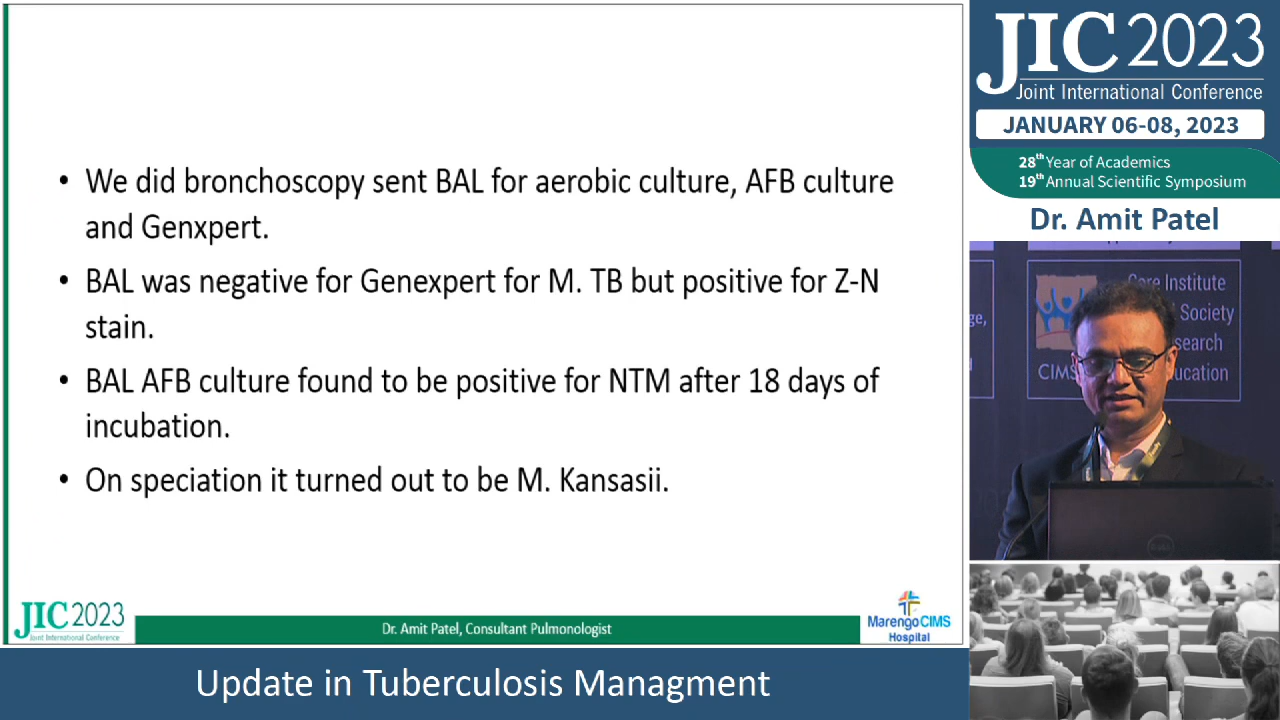 • We did bronchoscopy sent BAL for aerobic culture, AFB culture
and Genxpert.
• BAL was negative for Genexpert for M. TB but positive for Z-N
stain.
• BAL AFB culture found to be positive for NTM after 18 days of
incubation.
• On speciation it turned out to be M. Kansasii.
JIC 2023
Joint International Conference
Dr. Amit Patel, Consultant Pulmonologist
MarengoCIMS
Hospital
Update in Tuberculosis Managment
JIC 2023
Joint International Conference
JANUARY 06-08, 2023
28th Year of Academics
19th Annual Scientific Symposium
Dr. Amit Patel
Institute
Society
CIMS